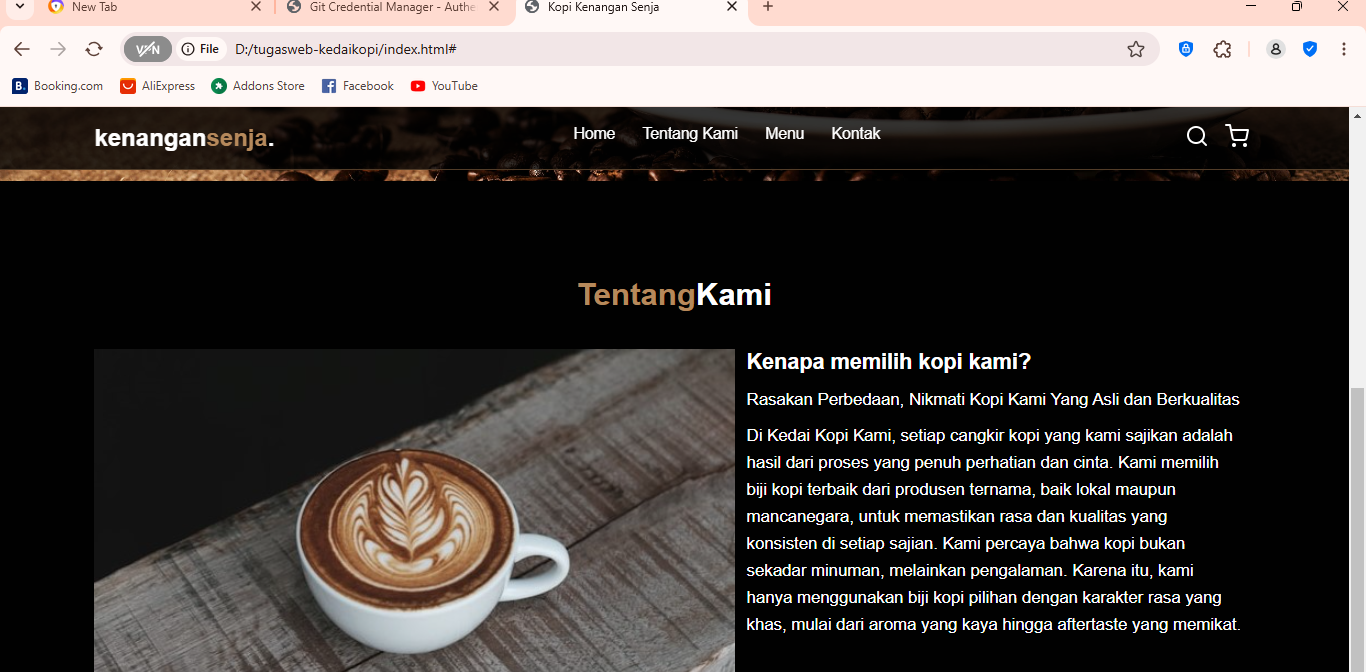 New Tab
Git Credential Manager - Authe
Kopi Kenangan Senja
VPN
File
D:/tugasweb-kedaikopi/index.html#
B. Booking.com
AliExpress
Addons Store
Facebook
YouTube
kenangansenja.
Home
Tentang Kami
Menu
Kontak
TentangKami
Kenapa memilih kopi kami?
Rasakan Perbedaan, Nikmati Kopi Kami Yang Asli dan Berkualitas
Di Kedai Kopi Kami, setiap cangkir kopi yang kami sajikan adalah
hasil dari proses yang penuh perhatian dan cinta. Kami memilih
biji kopi terbaik dari produsen ternama, baik lokal maupun
mancanegara, untuk memastikan rasa dan kualitas yang
konsisten di setiap sajian. Kami percaya bahwa kopi bukan
sekadar minuman, melainkan pengalaman. Karena itu, kami
hanya menggunakan biji kopi pilihan dengan karakter rasa yang
khas, mulai dari aroma yang kaya hingga aftertaste yang memikat.